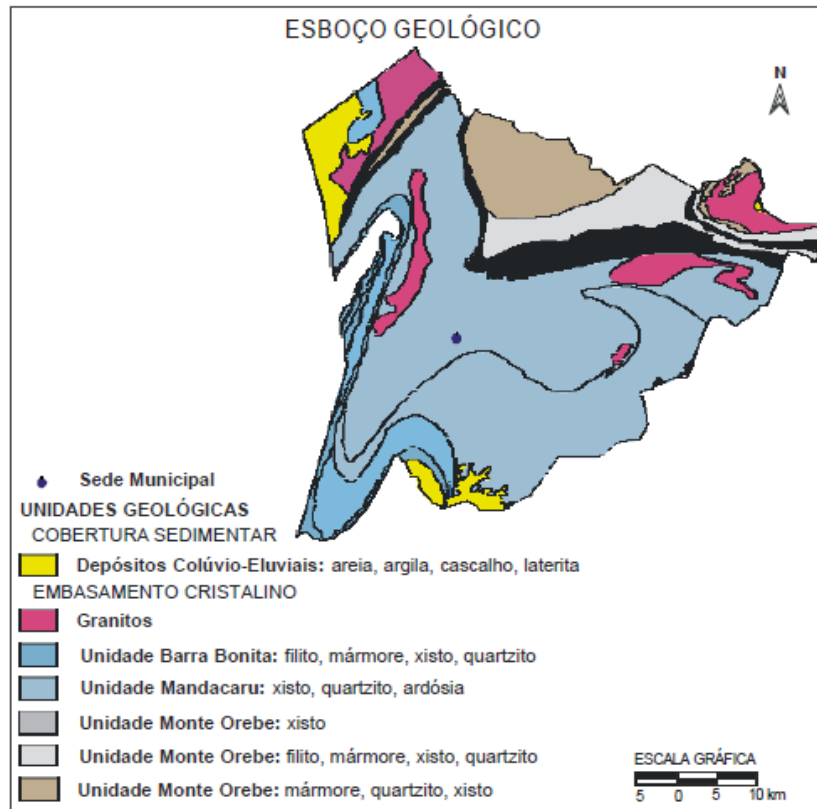 ESBOÇO GEOLÓGICO
N
Sede Municipal
UNIDADES GEOLÓGICAS
COBERTURA SEDIMENTAR
Depósitos Colúvio-Eluviais: areia, argila, cascalho, laterita
EMBASAMENTO CRISTALINO
Granitos
Unidade Barra Bonita: filito, mármore, xisto, quartzito
Unidade Mandacaru: xisto, quartzito, ardósia
Unidade Monte Orebe: xisto
Unidade Monte Orebe: filito, mármore, xisto, quartzito
Unidade Monte Orebe: mármore, quartzito, xisto
ESCALA GRÁFICA
5 0 5 10 km